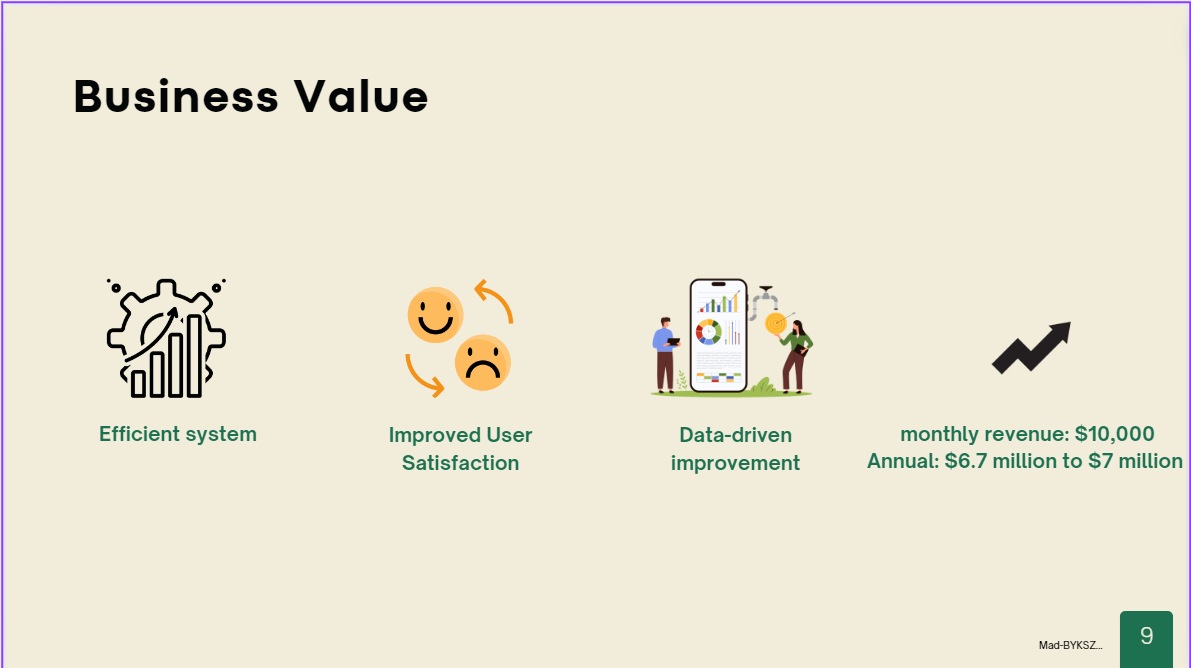 Business Value
Efficient system
Improved User
Satisfaction
Data-driven
improvement
monthly revenue: $10,000
Annual: $6.7 million to $7 million
Mad-BYKSZ...
9